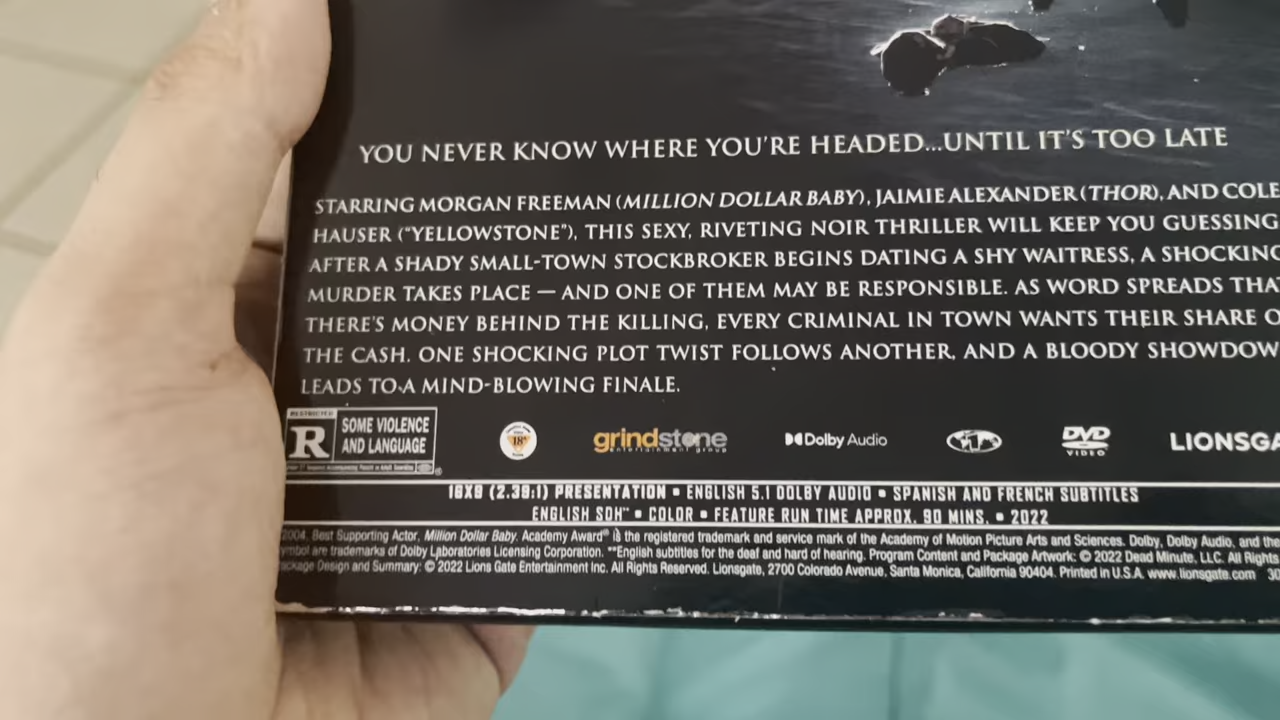 YOU NEVER KNOW WHERE YOU'RE HEADED...UNTIL IT'S TOO LATE
STARRING MORGAN FREEMAN (MILLION DOLLAR BABY), JAIMIE ALEXANDER (THOR), AND COLE
HAUSER ("YELLOWSTONE"), THIS SEXY, RIVETING NOIR THRILLER WILL KEEP YOU GUESSING.
AFTER A SHADY SMALL-TOWN STOCKBROKER BEGINS DATING A SHY WAITRESS, A SHOCKING
MURDER TAKES PLACE — AND ONE OF THEM MAY BE RESPONSIBLE. AS WORD SPREADS THA
THERE'S MONEY BEHIND THE KILLING, EVERY CRIMINAL IN TOWN WANTS THEIR SHARE O
THE CASH. ONE SHOCKING PLOT TWIST FOLLOWS ANOTHER, AND A BLOODY SHOWDOW
LEADS TO A MIND-BLOWING FINALE.
RESTRICTED
R SOME VIOLENCE
AND LANGUAGE
18
grindstone
entertainment group
Dolby Audio
1
DVD
VIDEO
LIONSGA
16X9 (2.39:1) PRESENTATION • ENGLISH 5.1 DOLBY AUDIO • SPANISH AND FRENCH SUBTITLES
ENGLISH SDH** • COLOR • FEATURE RUN TIME APPROX. 90 MINS. • 2022
2004, Best Supporting Actor, Million Dollar Baby. Academy Award® is the registered trademark and service mark of the Academy of Motion Picture Arts and Sciences. Dolby, Dolby Audio, and the
ymbol are trademarks of Dolby Laboratories Licensing Corporation. **English subtitles for the deaf and hard of hearing. Program Content and Package Artwork: © 2022 Dead Minute, LLC. All Rights
ackage Design and Summary: © 2022 Lions Gate Entertainment Inc. All Rights Reserved. Lionsgate, 2700 Colorado Avenue, Santa Monica, California 90404. Printed in U.S.A. www.lionsgate.com 30